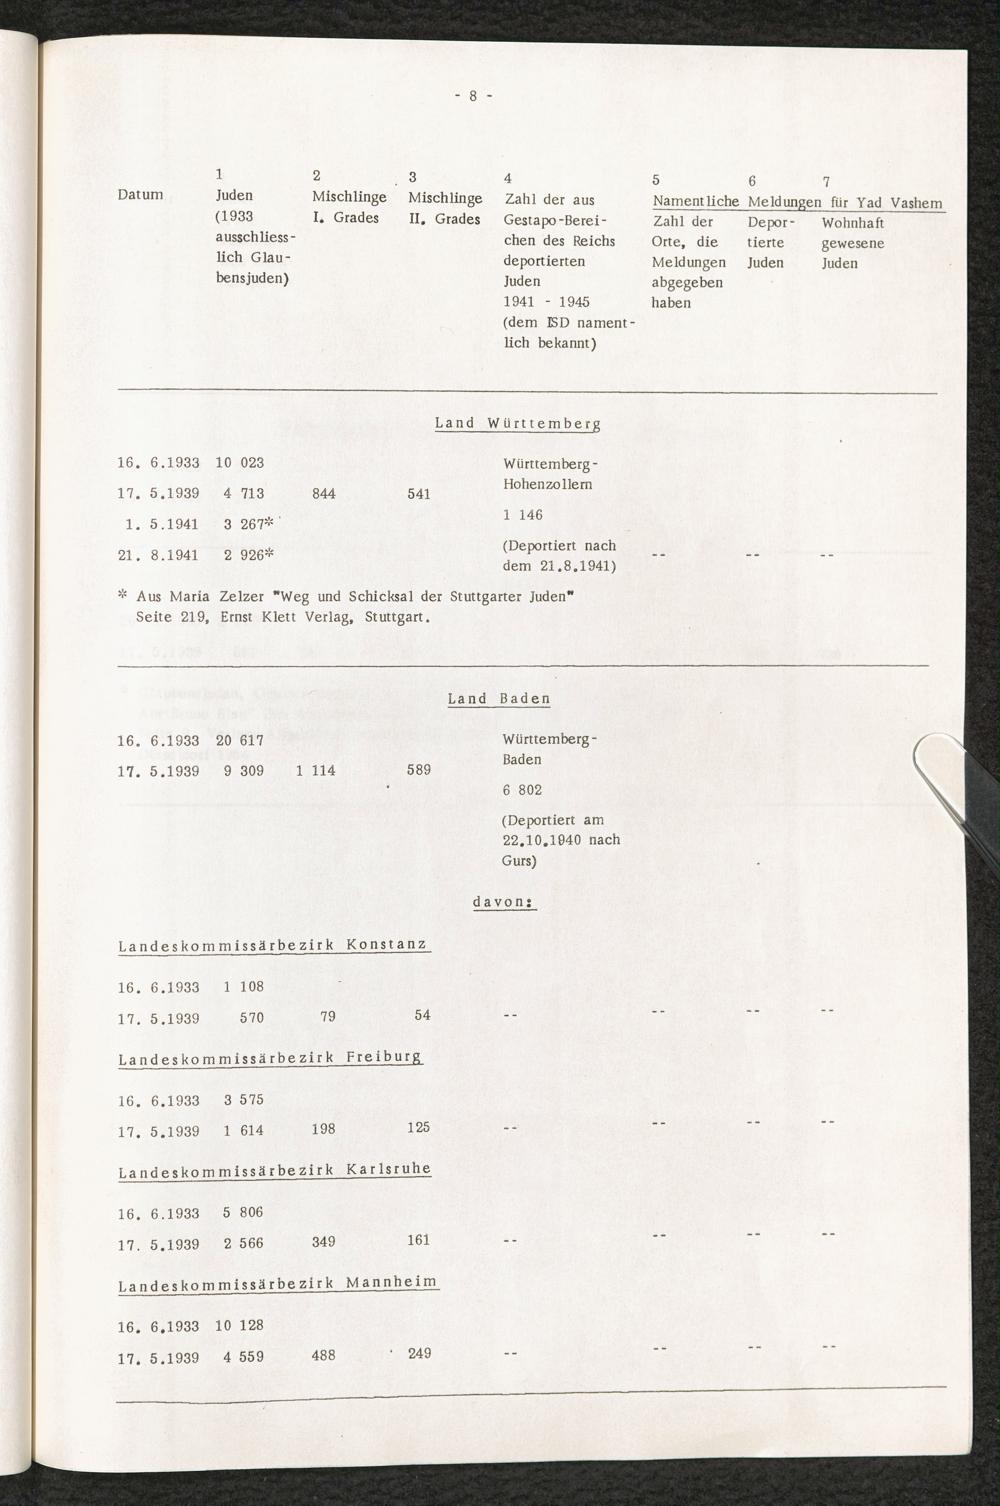 - 8 -
1 2 3 4 5 6 7
Datum Juden Mischlinge Mischlinge Zahl der aus Namentliche Meldungen für Yad Vashem
(1933 I. Grades II. Grades Gestapo-Berei- Zahl der Depor- Wohnhaft
ausschliess- chen des Reichs Orte, die tierte gewesene
lich Glau- deportierten Meldungen Juden Juden
bensjuden) Juden abgegeben
1941 - 1945 haben
(dem ISD nament-
lich bekannt)
Land Württemberg
16. 6.1933 10 023 Württemberg-
Hohenzollern
17. 5.1939 4 713 844 541
1 146
1. 5.1941 3 267*
(Deportiert nach
21. 8.1941 2 926* dem 21.8.1941) -- -- --
* Aus Maria Zelzer "Weg und Schicksal der Stuttgarter Juden"
Seite 219, Ernst Klett Verlag, Stuttgart.
Land Baden
16. 6.1933 20 617 Württemberg-
Baden
17. 5.1939 9 309 1 114 589
6 802
(Deportiert am
22.10.1940 nach
Gurs)
davon:
Landeskommissärbezirk Konstanz
16. 6.1933 1 108
17. 5.1939 570 79 54 -- -- -- --
Landeskommissärbezirk Freiburg
16. 6.1933 3 575
17. 5.1939 1 614 198 125 -- -- -- --
Landeskommissärbezirk Karlsruhe
16. 6.1933 5 806
17. 5.1939 2 566 349 161 -- -- -- --
Landeskommissärbezirk Mannheim
16. 6.1933 10 128
17. 5.1939 4 559 488 249 -- -- -- --